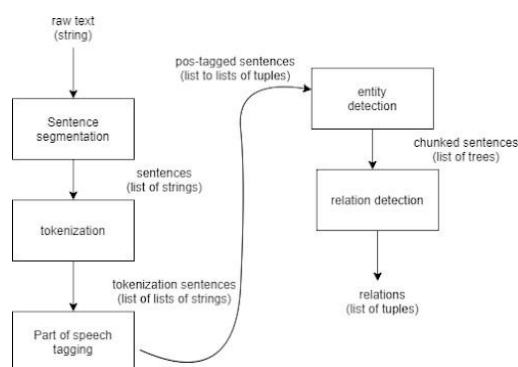 raw text
(string)
Sentence
segmentation
sentences
(list of strings)
tokenization
tokenization sentences
(list of lists of strings)
Part of speech
tagging
pos-tagged sentences
(list to lists of tuples)
entity
detection
chunked sentences
(list of trees)
relation detection
relations
(list of tuples)